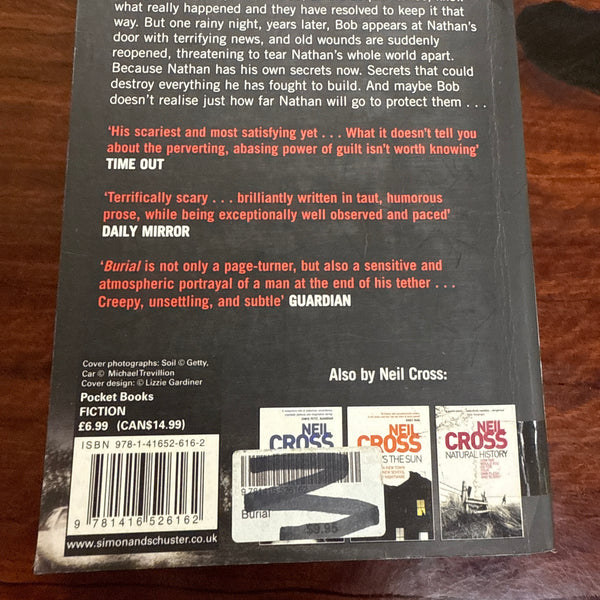 what really happened and they have resolved to keep it that
way. But one rainy night, years later, Bob appears at Nathan's
door with terrifying news, and old wounds are suddenly
reopened, threatening to tear Nathan's whole world apart.
Because Nathan has his own secrets now. Secrets that could
destroy everything he has fought to build. And maybe Bob
doesn't realise just how far Nathan will go to protect them . . .
'His scariest and most satisfying yet . . . What it doesn't tell you
about the perverting, abasing power of guilt isn't worth knowing'
TIME OUT
'Terrifically scary . . . brilliantly written in taut, humorous
prose, while being exceptionally well observed and paced'
DAILY MIRROR
'Burial is not only a page-turner, but also a sensitive and
atmospheric portrayal of a man at the end of his tether . . .
Creepy, unsettling, and subtle' GUARDIAN
Cover photographs: Soil © Getty,
Car © Michael Trevillion
Cover design: © Lizzie Gardiner
Pocket Books
FICTION
£6.99 (CAN$14.99)
ISBN 978-1-41652-616-2
9 781416 526162
www.simonandschuster.co.uk
Also by Neil Cross:
NEIL
CROSS
NEIL
CROSS
THE SUN
NEIL
CROSS
NATURAL HISTORY
Burial
$9.95